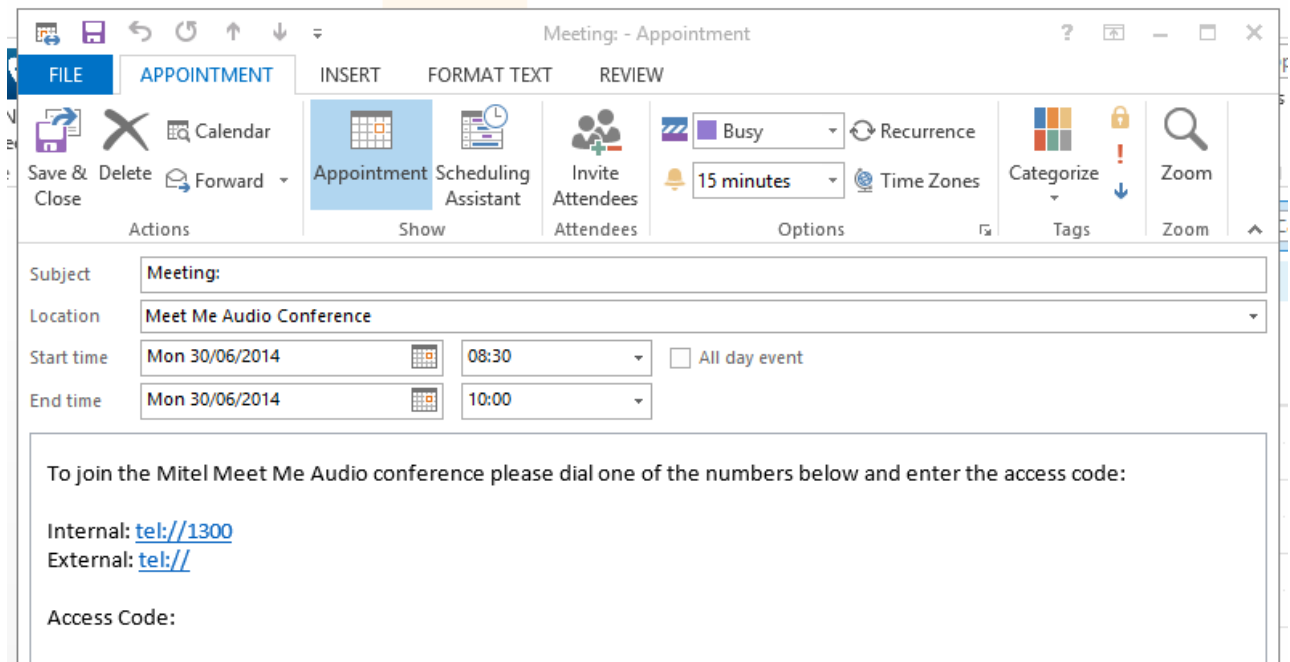 Meeting: - Appointment
?
FILE APPOINTMENT INSERT FORMAT TEXT REVIEW
Save & Close
Delete
Calendar
Forward
Actions
Appointment
Scheduling Assistant
Show
Invite Attendees
Attendees
Busy
Recurrence
15 minutes
Time Zones
Options
Categorize
!
Tags
Zoom
Zoom
Subject Meeting:
Location Meet Me Audio Conference
Start time Mon 30/06/2014 08:30 All day event
End time Mon 30/06/2014 10:00
To join the Mitel Meet Me Audio conference please dial one of the numbers below and enter the access code:
Internal: tel://1300
External: tel://
Access Code: